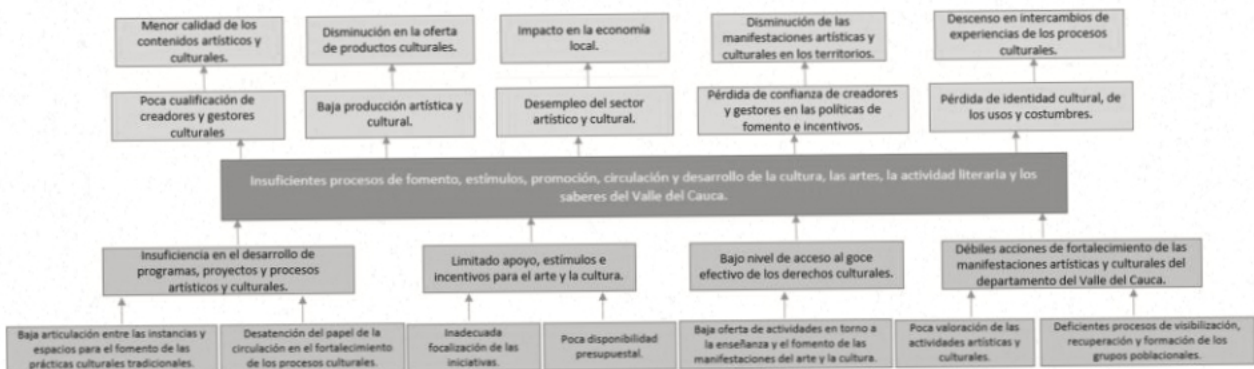 Menor calidad de los
contenidos artísticos y
culturales.
Disminución en la oferta
de productos culturales.
Impacto en la economía
local.
Disminución de las
manifestaciones artísticas y
culturales en los territorios.
Descenso en intercambios de
experiencias de los procesos
culturales.
Poca cualificación de
creadores y gestores
culturales
Baja producción artística y
cultural.
Desempleo del sector
artístico y cultural.
Pérdida de confianza de creadores
y gestores en las políticas de
fomento e incentivos.
Pérdida de identidad cultural, de
los usos y costumbres.
Insuficientes procesos de fomento, estímulos, promoción, circulación y desarrollo de la cultura, las artes, la actividad literaria y los
saberes del Valle del Cauca.
Insuficiencia en el desarrollo de
programas, proyectos y procesos
artísticos y culturales.
Limitado apoyo, estímulos e
incentivos para el arte y la cultura.
Bajo nivel de acceso al goce
efectivo de los derechos culturales.
Débiles acciones de fortalecimiento de las
manifestaciones artísticas y culturales del
departamento del Valle del Cauca.
Baja articulación entre las instancias y
espacios para el fomento de las
prácticas culturales tradicionales.
Desatención del papel de la
circulación en el fortalecimiento
de los procesos culturales.
Inadecuada
focalización de las
iniciativas.
Poca disponibilidad
presupuestal.
Baja oferta de actividades en torno a
la enseñanza y el fomento de las
manifestaciones del arte y la cultura.
Poca valoración de las
actividades artísticas y
culturales.
Deficientes procesos de visibilización,
recuperación y formación de los
grupos poblacionales.